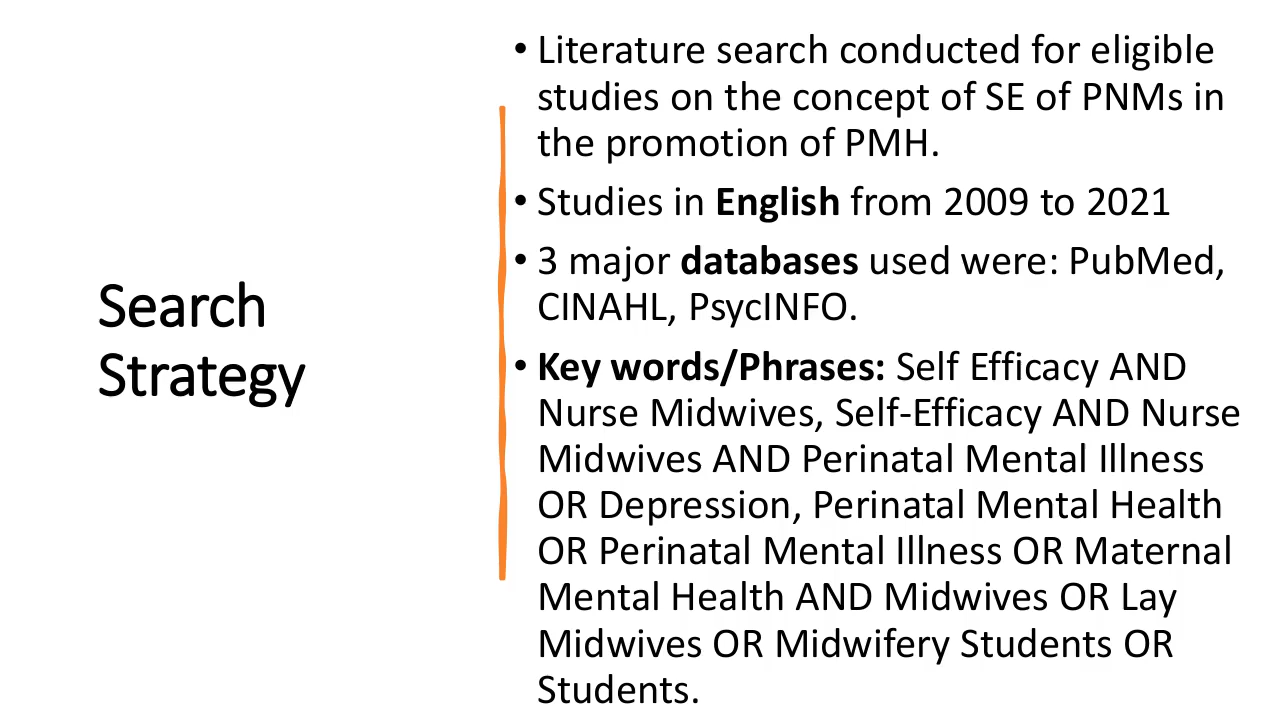 Search
Strategy
• Literature search conducted for eligible
studies on the concept of SE of PNMs in
the promotion of PMH.
• Studies in English from 2009 to 2021
• 3 major databases used were: PubMed,
CINAHL, PsycINFO.
• Key words/Phrases: Self Efficacy AND
Nurse Midwives, Self-Efficacy AND Nurse
Midwives AND Perinatal Mental Illness
OR Depression, Perinatal Mental Health
OR Perinatal Mental Illness OR Maternal
Mental Health AND Midwives OR Lay
Midwives OR Midwifery Students OR
Students.